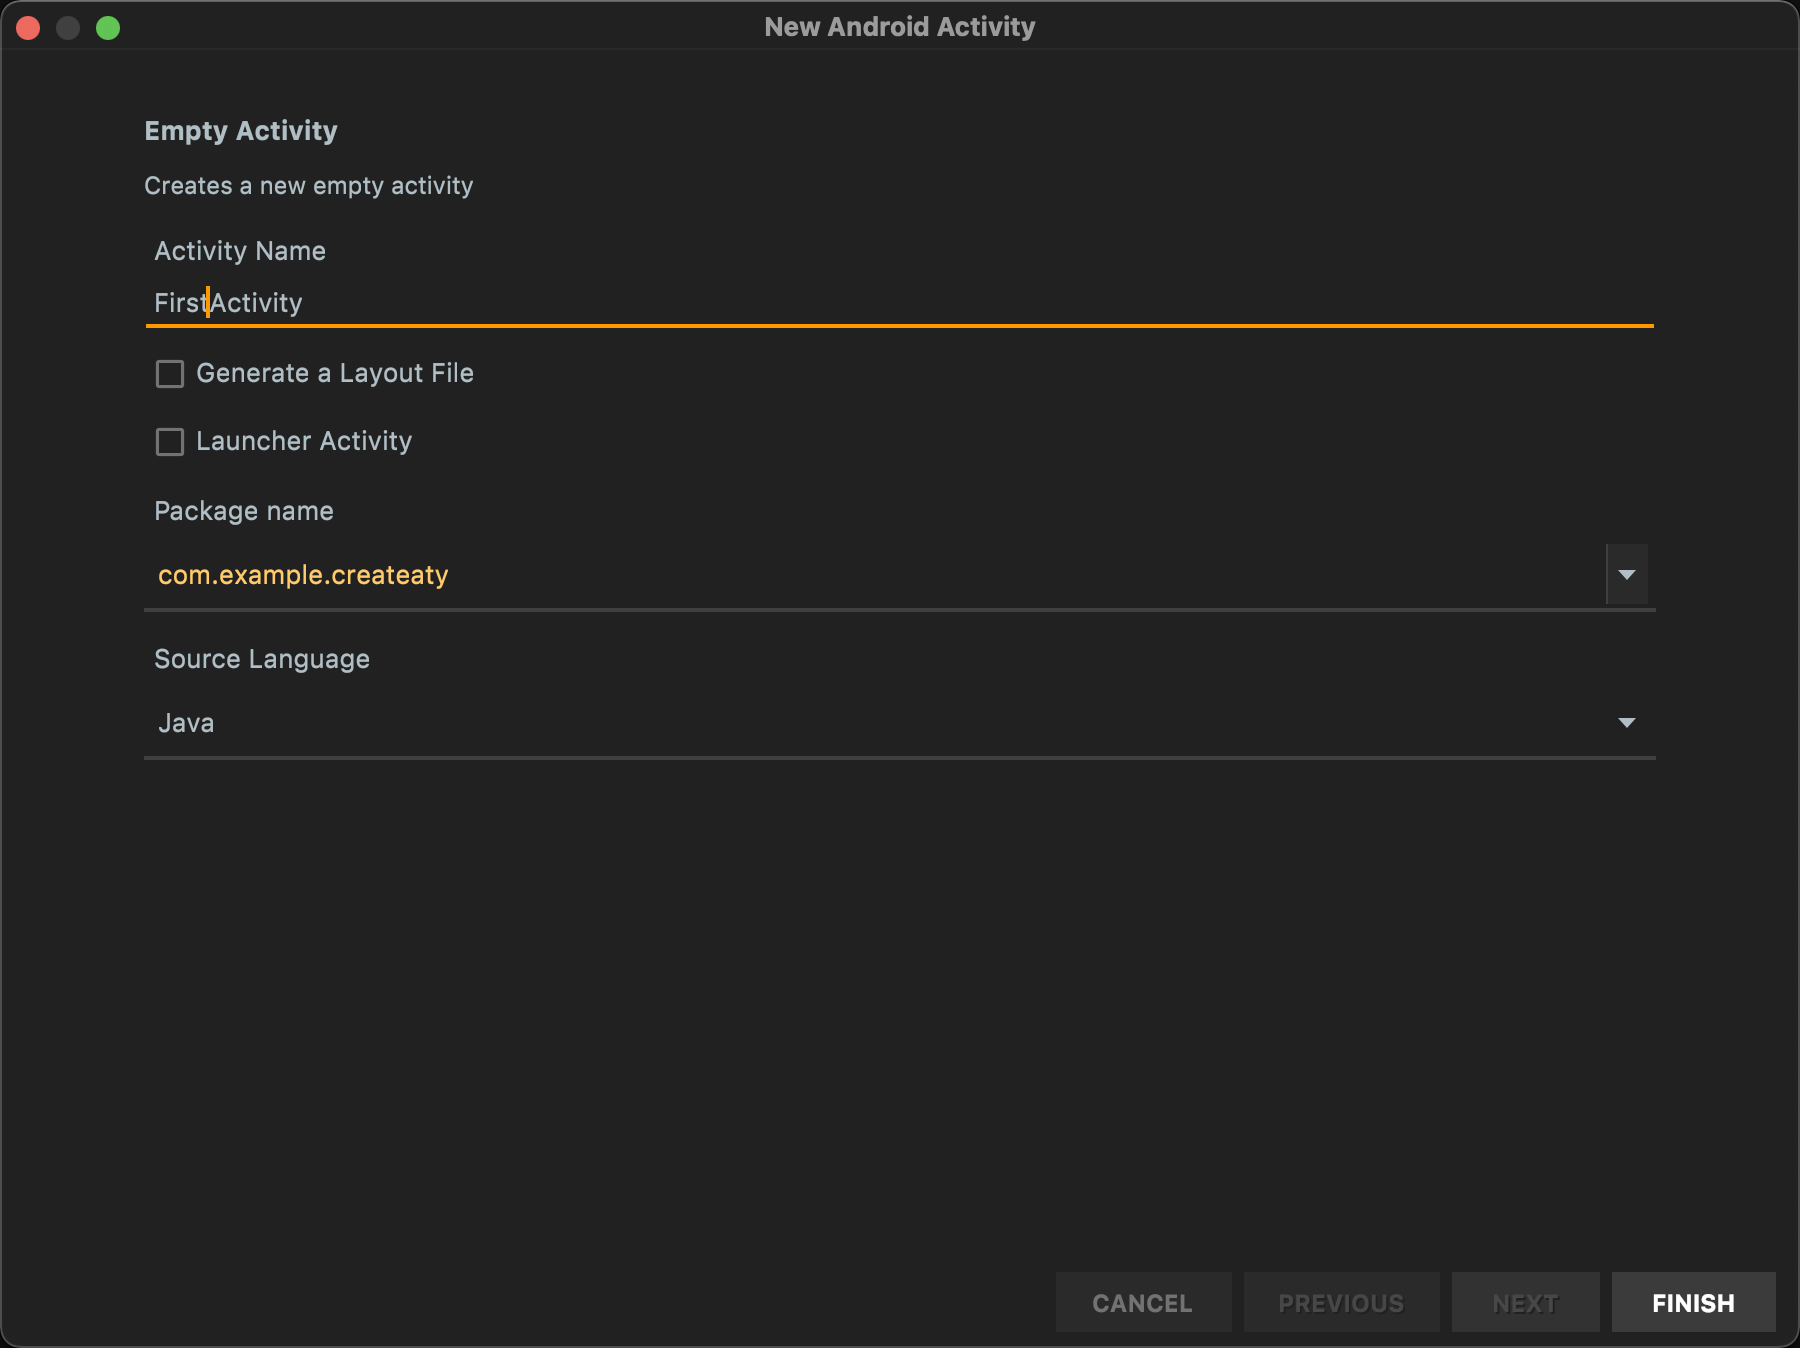 New Android Activity
Empty Activity
Creates a new empty activity
Activity Name
FirstActivity
Generate a Layout File
Launcher Activity
Package name
com.example.createaty
Source Language
Java
CANCEL PREVIOUS NEXT FINISH